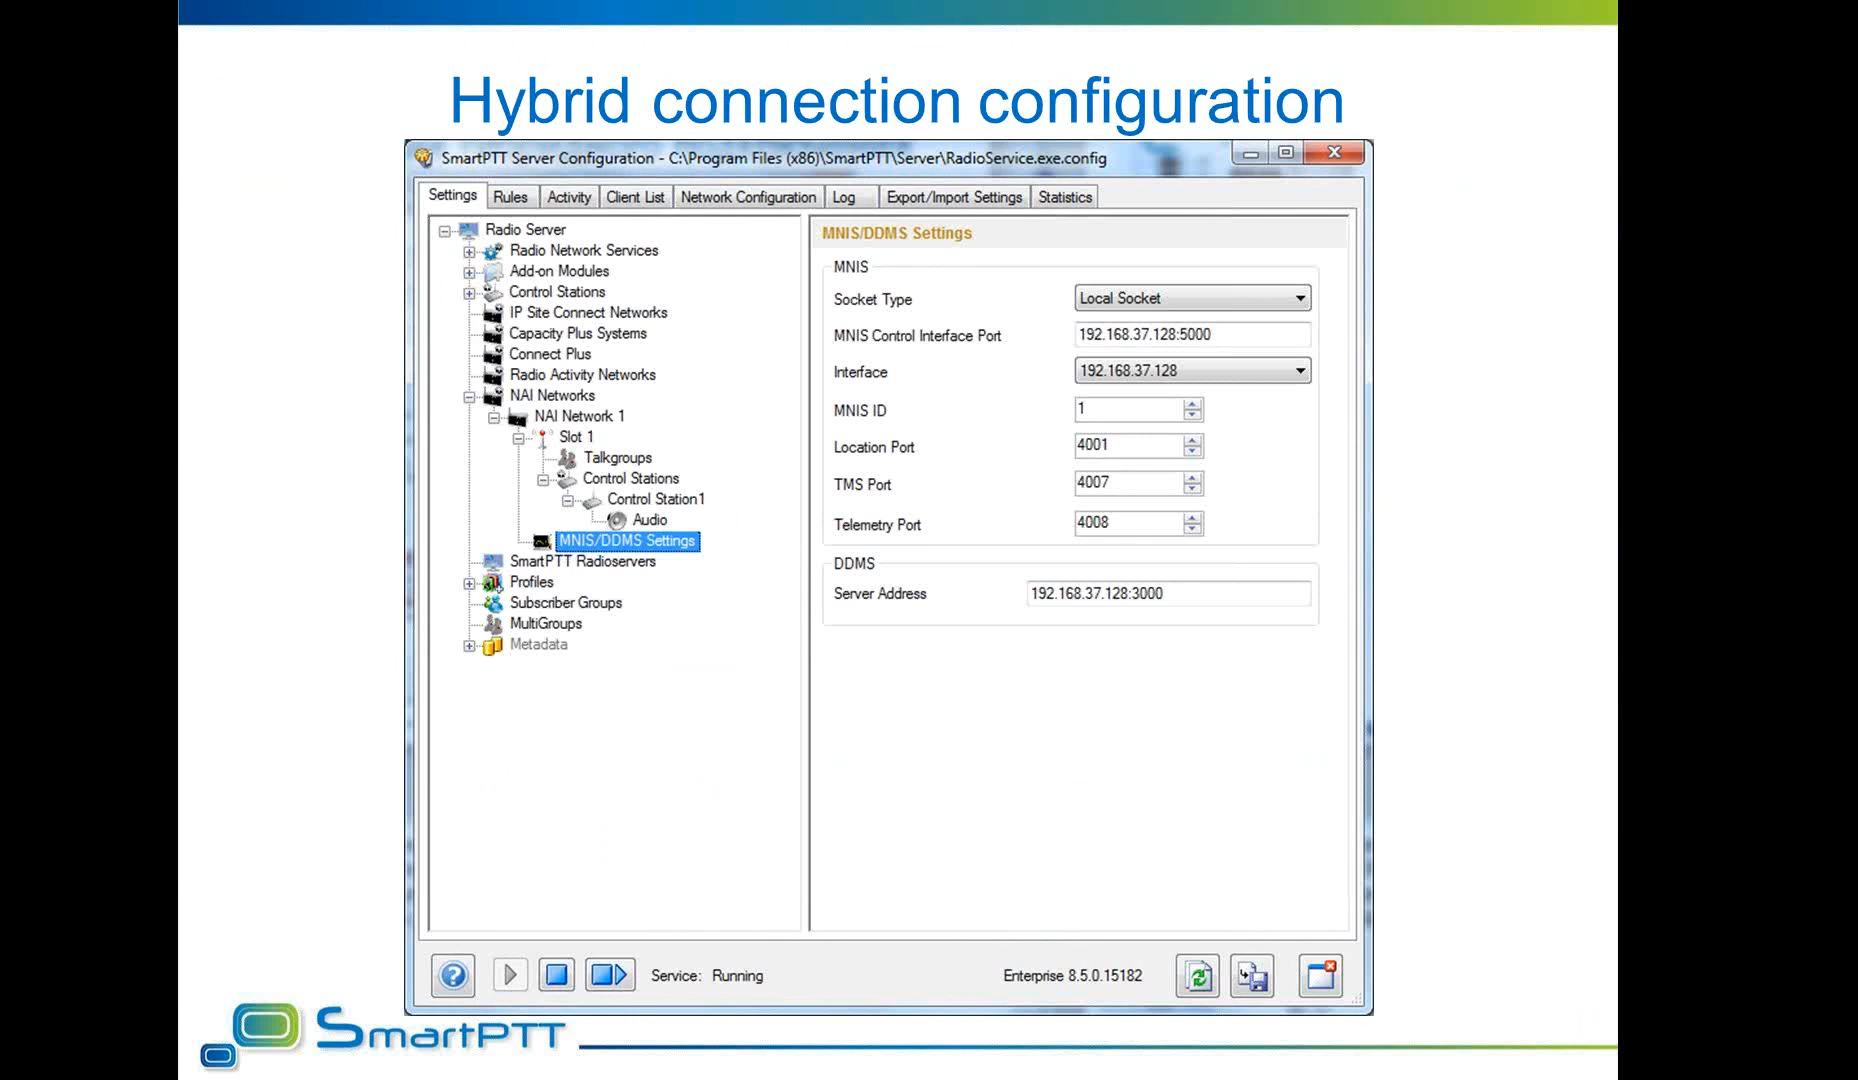 Hybrid connection configuration
SmartPTT Server Configuration - C:\Program Files (x86)\SmartPTT\Server\RadioService.exe.config
Settings Rules Activity Client List Network Configuration Log Export/Import Settings Statistics
Radio Server
Radio Network Services
Add-on Modules
Control Stations
IP Site Connect Networks
Capacity Plus Systems
Connect Plus
Radio Activity Networks
NAI Networks
NAI Network 1
Slot 1
Talkgroups
Control Stations
Control Station1
Audio
MNIS/DDMS Settings
SmartPTT Radioservers
Profiles
Subscriber Groups
MultiGroups
Metadata
MNIS/DDMS Settings
MNIS
Socket Type Local Socket
MNIS Control Interface Port 192.168.37.128:5000
Interface 192.168.37.128
MNIS ID 1
Location Port 4001
TMS Port 4007
Telemetry Port 4008
DDMS
Server Address 192.168.37.128:3000
Service: Running
Enterprise 8.5.0.15182
SmartPTT